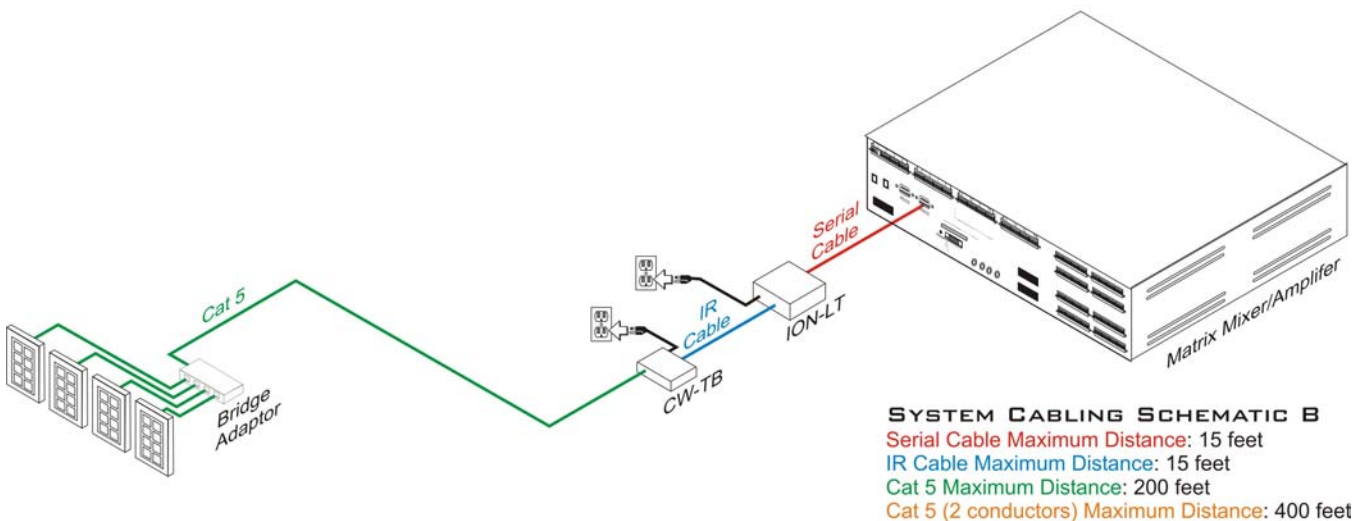 Serial
Cable
Cat 5
IR
Cable
ION-LT
Matrix Mixer/Amplifer
CW-TB
Bridge
Adaptor
SYSTEM CABLING SCHEMATIC B
Serial Cable Maximum Distance: 15 feet
IR Cable Maximum Distance: 15 feet
Cat 5 Maximum Distance: 200 feet
Cat 5 (2 conductors) Maximum Distance: 400 feet